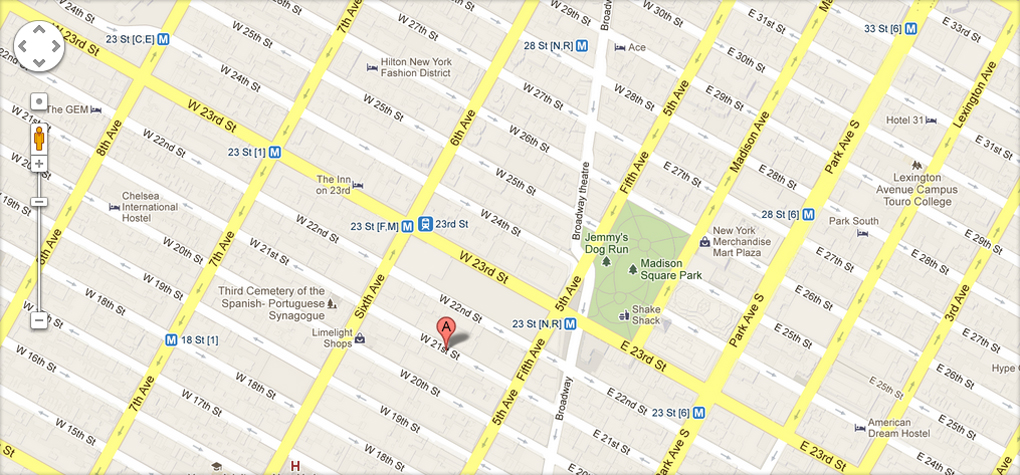 W 24th St
W 29th St
W 30th St
Broadway
E 31st St
33 St [6]
E 33rd St
7th Ave
W 23rd St
23 St [C,E]
W 25th St
W 27th St
28 St [N,R]
Ace
E 30th St
Hilton New York
Fashion District
W 24th St
W 25th St
W 27th St
W 28th St
5th Ave
E 29th St
Lexington Ave
The GEM
W 23rd St
8th Ave
W 22nd St
6th Ave
W 26th St
Madison Ave
Park Ave S
Hotel 31
E 31st St
23 St [1]
Fifth Ave
E 27th St
E 28th St
Lexington
Avenue Campus
Touro College
The Inn
on 23rd
W 25th St
Broadway theatre
Chelsea
International
Hostel
W 22nd St
23 St [F,M]
23rd St
W 24th St
28 St [6]
Park South
New York
Merchandise
Mart Plaza
E 29th St
W 20th St
7th Ave
W 21st St
Jemmy's
Dog Run
Madison
Square Park
W 23rd St
E 28th St
W 19th St
Sixth Ave
5th Ave
E 27th St
Third Cemetery of the
Spanish- Portuguese
Synagogue
W 18th St
W 22nd St
Shake
Shack
Park Ave S
3rd Ave
A
23 St [N,R]
18 St [1]
Limelight
Shops
W 21st St
E 23rd St
E 26th St
W 16th St
Fifth Ave
W 18th St
W 20th St
E 25th St
Hype
7th Ave
W 17th St
Broadway
E 22nd St
E 26th St
23 St [6]
W 19th St
5th Ave
American
Dream Hostel
W 15th St
E 21st St
W 18th St
E 23rd St
E 25th St
H